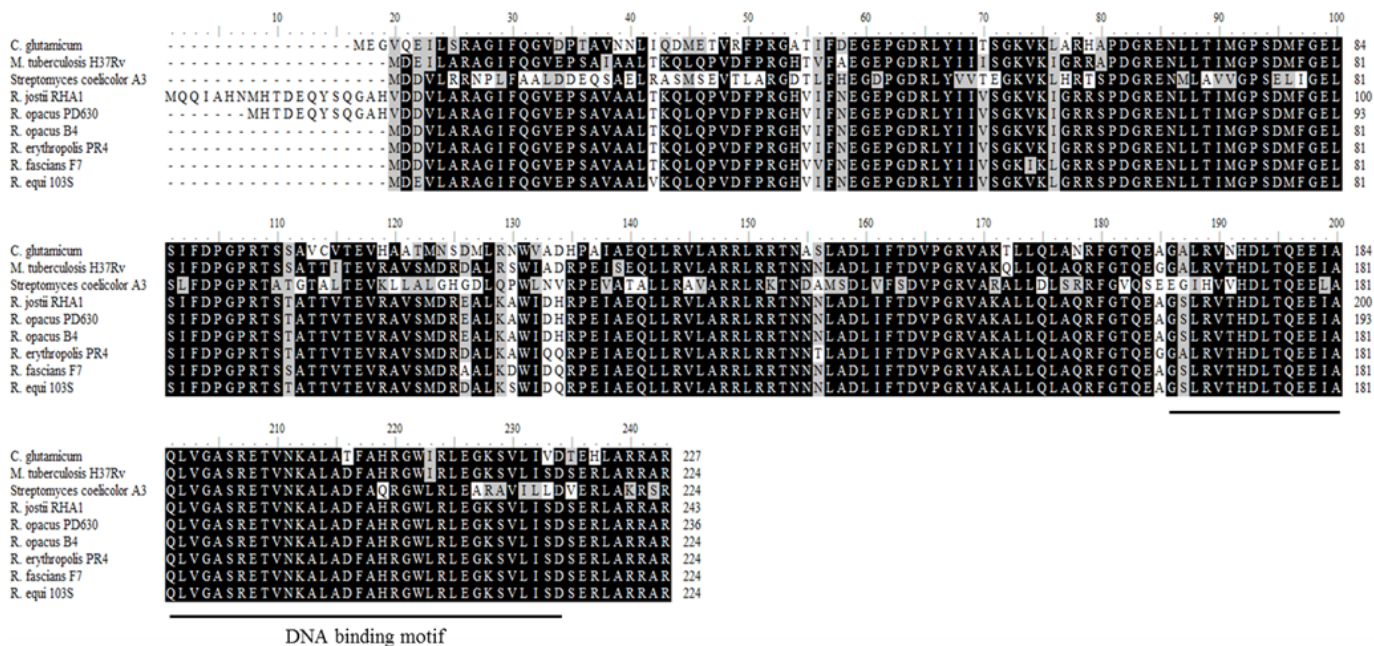 10 20 30 40 50 60 70 80 90 100
C. glutamicum ----------------MEGVQEILSRAGIFQGVDPTAVNNLIQDMETVRFPRGATIFDEGEPGDRLYIITSGKVKLARHAPDGRENLLTIMGPSDMFGEL 84
M. tuberculosis H37Rv -------------------MDEILARAGIFQGVEPSAIAALTKQLQPVDFPRGHTVFAEGEPGDRLYIIISGKVKIGRRAPDGRENLLTIMGPSDMFGEL 81
Streptomyces coelicolor A3 -------------------MDDVLRRNPLFAALDDEQSAELRASMSEVTLARGDTLFHEGDPGDRLYVVTEGKVKLHRTSPDGRENMLAVVGPSELIGEL 81
R. jostii RHA1 MQQIAHNMHTDEQYSQGAHVDDVLARAGIFQGVEPSAVAALTKQLQPVDFPRGHVIFNEGEPGDRLYIIVSGKVKIGRRSPDGRENLLTIMGPSDMFGEL 100
R. opacus PD630 -------MHTDEQYSQGAHVDDVLARAGIFQGVEPSAVAALTKQLQPVDFPRGHVIFNEGEPGDRLYIIVSGKVKIGRRSPDGRENLLTIMGPSDMFGEL 93
R. opacus B4 -------------------MDDVLARAGIFQGVEPSAVAALTKQLQPVDFPRGHVIFNEGEPGDRLYIIVSGKVKIGRRSPDGRENLLTIMGPSDMFGEL 81
R. erythropolis PR4 -------------------MDDVLARAGIFQGVEPSAVAALTKQLQPVDFPRGHVIFNEGEPGDRLYIIVSGKVKIGRRSPDGRENLLTIMGPSDMFGEL 81
R. fascians F7 -------------------MDDVLARAGIFQGVEPSAVAALTKQLQPVDFPRGHVVFNEGEPGDRLYIIVSGKIKLGRRSPDGRENLLTIMGPSDMFGEL 81
R. equi 103S -------------------MDEVLARAGIFQGVEPSAVAALVKQLQPVDFPRGHVIFNEGEPGDRLYIIVSGKVKLGRRSPDGRENLLTIMGPSDMFGEL 81
110 120 130 140 150 160 170 180 190 200
C. glutamicum SIFDPGPRTSSAVCVTEVHAATMNSDMLRNWVADHPAIAEQLLRVLARRLRRTNASLADLIFTDVPGRVAKTLLQLANRFGTQEAGALRVNHDLTQEEIA 184
M. tuberculosis H37Rv SIFDPGPRTSSATTITEVRAVSMDRDALRSWIADRPEISEQLLRVLARRLRRTNNNLADLIFTDVPGRVAKQLLQLAQRFGTQEGGALRVTHDLTQEEIA 181
Streptomyces coelicolor A3 SLFDPGPRTATGTALTEVKLLALGHGDLQPWLNVRPEVATALLRAVARRLRKTNDAMSDLVFSDVPGRVARALLDLSRRFGVQSEEGIHVVHDLTQEELA 181
R. jostii RHA1 SIFDPGPRTSTATTVTEVRAVSMDREALKAWIDHRPEIAEQLLRVLARRLRRTNNNLADLIFTDVPGRVAKALLQLAQRFGTQEAGSLRVTHDLTQEEIA 200
R. opacus PD630 SIFDPGPRTSTATTVTEVRAVSMDREALKAWIDHRPEIAEQLLRVLARRLRRTNNNLADLIFTDVPGRVAKALLQLAQRFGTQEAGSLRVTHDLTQEEIA 193
R. opacus B4 SIFDPGPRTSTATTVTEVRAVSMDREALKAWIDHRPEIAEQLLRVLARRLRRTNNNLADLIFTDVPGRVAKALLQLAQRFGTQEAGSLRVTHDLTQEEIA 181
R. erythropolis PR4 SIFDPGPRTSTATTVTEVRAVSMDRDALKAWIQQRPEIAEQLLRVLARRLRRTNNTLADLIFTDVPGRVAKALLQLAQRFGTQEGGALRVTHDLTQEEIA 181
R. fascians F7 SIFDPGPRTSTATTVTEVRAVSMDRAALKDWIDQRPEIAEQLLRVLARRLRRTNNNLADLIFTDVPGRVAKALLQLAQRFGTQEAGSLRVTHDLTQEEIA 181
R. equi 103S SIFDPGPRTSTATTVTEVRAVSMDRDALKSWIDQRPEIAEQLLRVLARRLRRTNNNLADLIFTDVPGRVAKALLQLAQRFGTQEAGSLRVTHDLTQEEIA 181
210 220 230 240
C. glutamicum QLVGASRETVNKALATFAHRGWIRLEGKSVLIVDTEHLARRAR 227
M. tuberculosis H37Rv QLVGASRETVNKALADFAHRGWIRLEGKSVLISDSERLARRAR 224
Streptomyces coelicolor A3 QLVGASRETVNKALADFAQRGWLRLEARAVILLDVERLAKRSR 224
R. jostii RHA1 QLVGASRETVNKALADFAHRGWLRLEGKSVLISDSERLARRAR 243
R. opacus PD630 QLVGASRETVNKALADFAHRGWLRLEGKSVLISDSERLARRAR 236
R. opacus B4 QLVGASRETVNKALADFAHRGWLRLEGKSVLISDSERLARRAR 224
R. erythropolis PR4 QLVGASRETVNKALADFAHRGWLRLEGKSVLISDSERLARRAR 224
R. fascians F7 QLVGASRETVNKALADFAHRGWLRLEGKSVLISDSERLARRAR 224
R. equi 103S QLVGASRETVNKALADFAHRGWLRLEGKSVLISDSERLARRAR 224
DNA binding motif